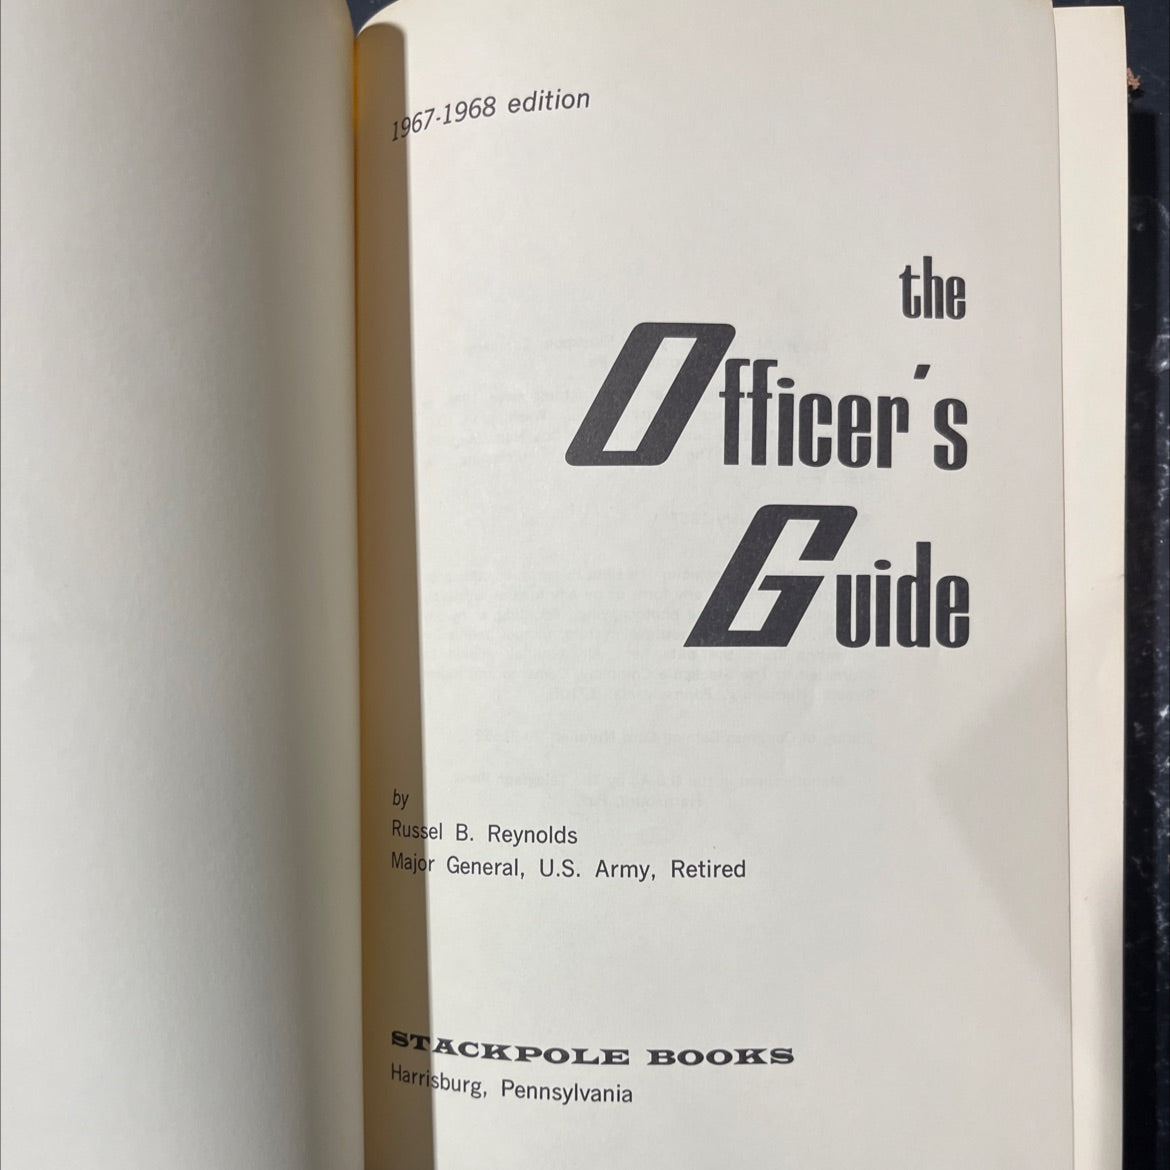 1967-1968 edition
the
Officer's
Guide
by
Russel B. Reynolds
Major General, U.S. Army, Retired
STACKPOLE BOOKS
Harrisburg, Pennsylvania